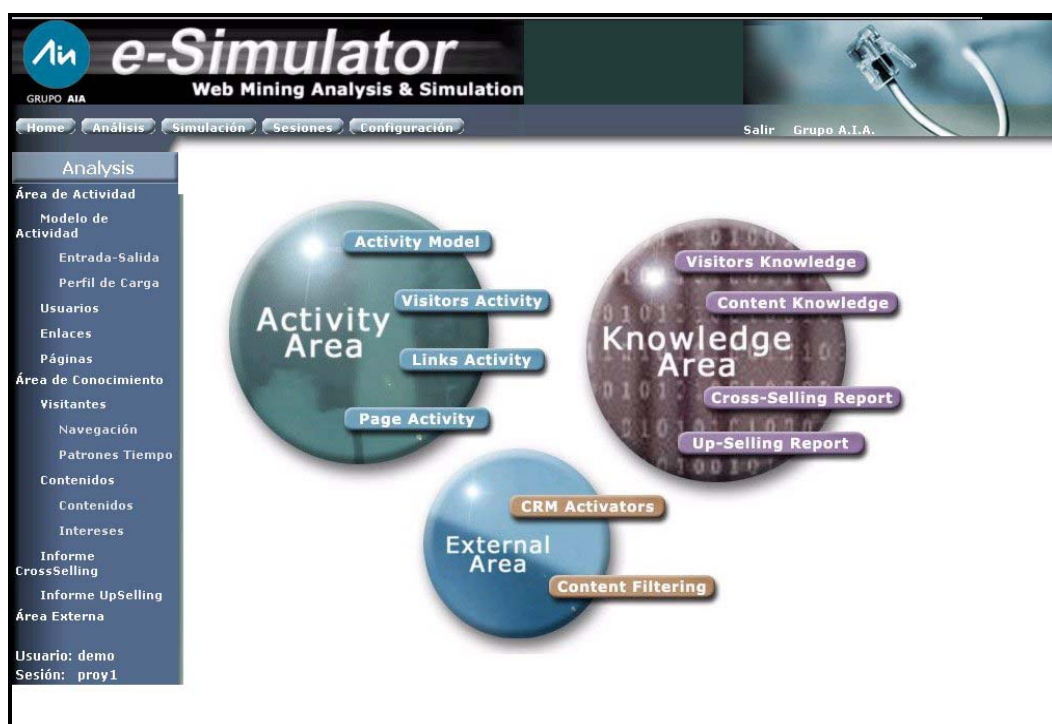 Ain
GRUPO AIA
e-Simulator
Web Mining Analysis & Simulation
Home
Análisis
Simulación
Sesiones
Configuración
Salir
Grupo A.I.A.
Analysis
Área de Actividad
Modelo de
Actividad
Entrada-Salida
Perfil de Carga
Usuarios
Enlaces
Páginas
Área de Conocimiento
Visitantes
Navegación
Patrones Tiempo
Contenidos
Contenidos
Intereses
Informe
CrossSelling
Informe UpSelling
Área Externa
Usuario: demo
Sesión: proy1
Activity
Area
Activity Model
Visitors Activity
Links Activity
Page Activity
Knowledge
Area
Visitors Knowledge
Content Knowledge
Cross-Selling Report
Up-Selling Report
External
Area
CRM Activators
Content Filtering